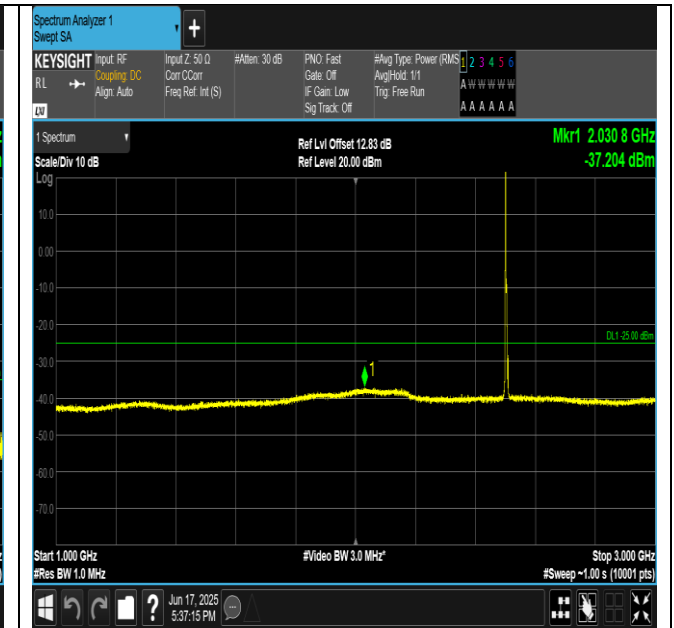 Spectrum Analyzer 1
Swept SA
+
KEYSIGHT
RL
LXI
Input: RF
Coupling: DC
Align: Auto
Input Z: 50 Ω
Corr CCorr
Freq Ref: Int (S)
#Atten: 30 dB
PNO: Fast
Gate: Off
IF Gain: Low
Sig Track: Off
#Avg Type: Power (RMS
Avg|Hold: 1/1
Trig: Free Run
1 2 3 4 5 6
A W W W W W
A A A A A A
1 Spectrum
Scale/Div 10 dB
Log
Ref Lvl Offset 12.83 dB
Ref Level 20.00 dBm
Mkr1 2.030 8 GHz
-37.204 dBm
10.0
0.00
-10.0
-20.0
DL1 -25.00 dBm
-30.0
1
-40.0
-50.0
-60.0
-70.0
Start 1.000 GHz
#Video BW 3.0 MHz*
Stop 3.000 GHz
#Res BW 1.0 MHz
#Sweep ~1.00 s (10001 pts)
?
Jun 17, 2025
5:37:15 PM